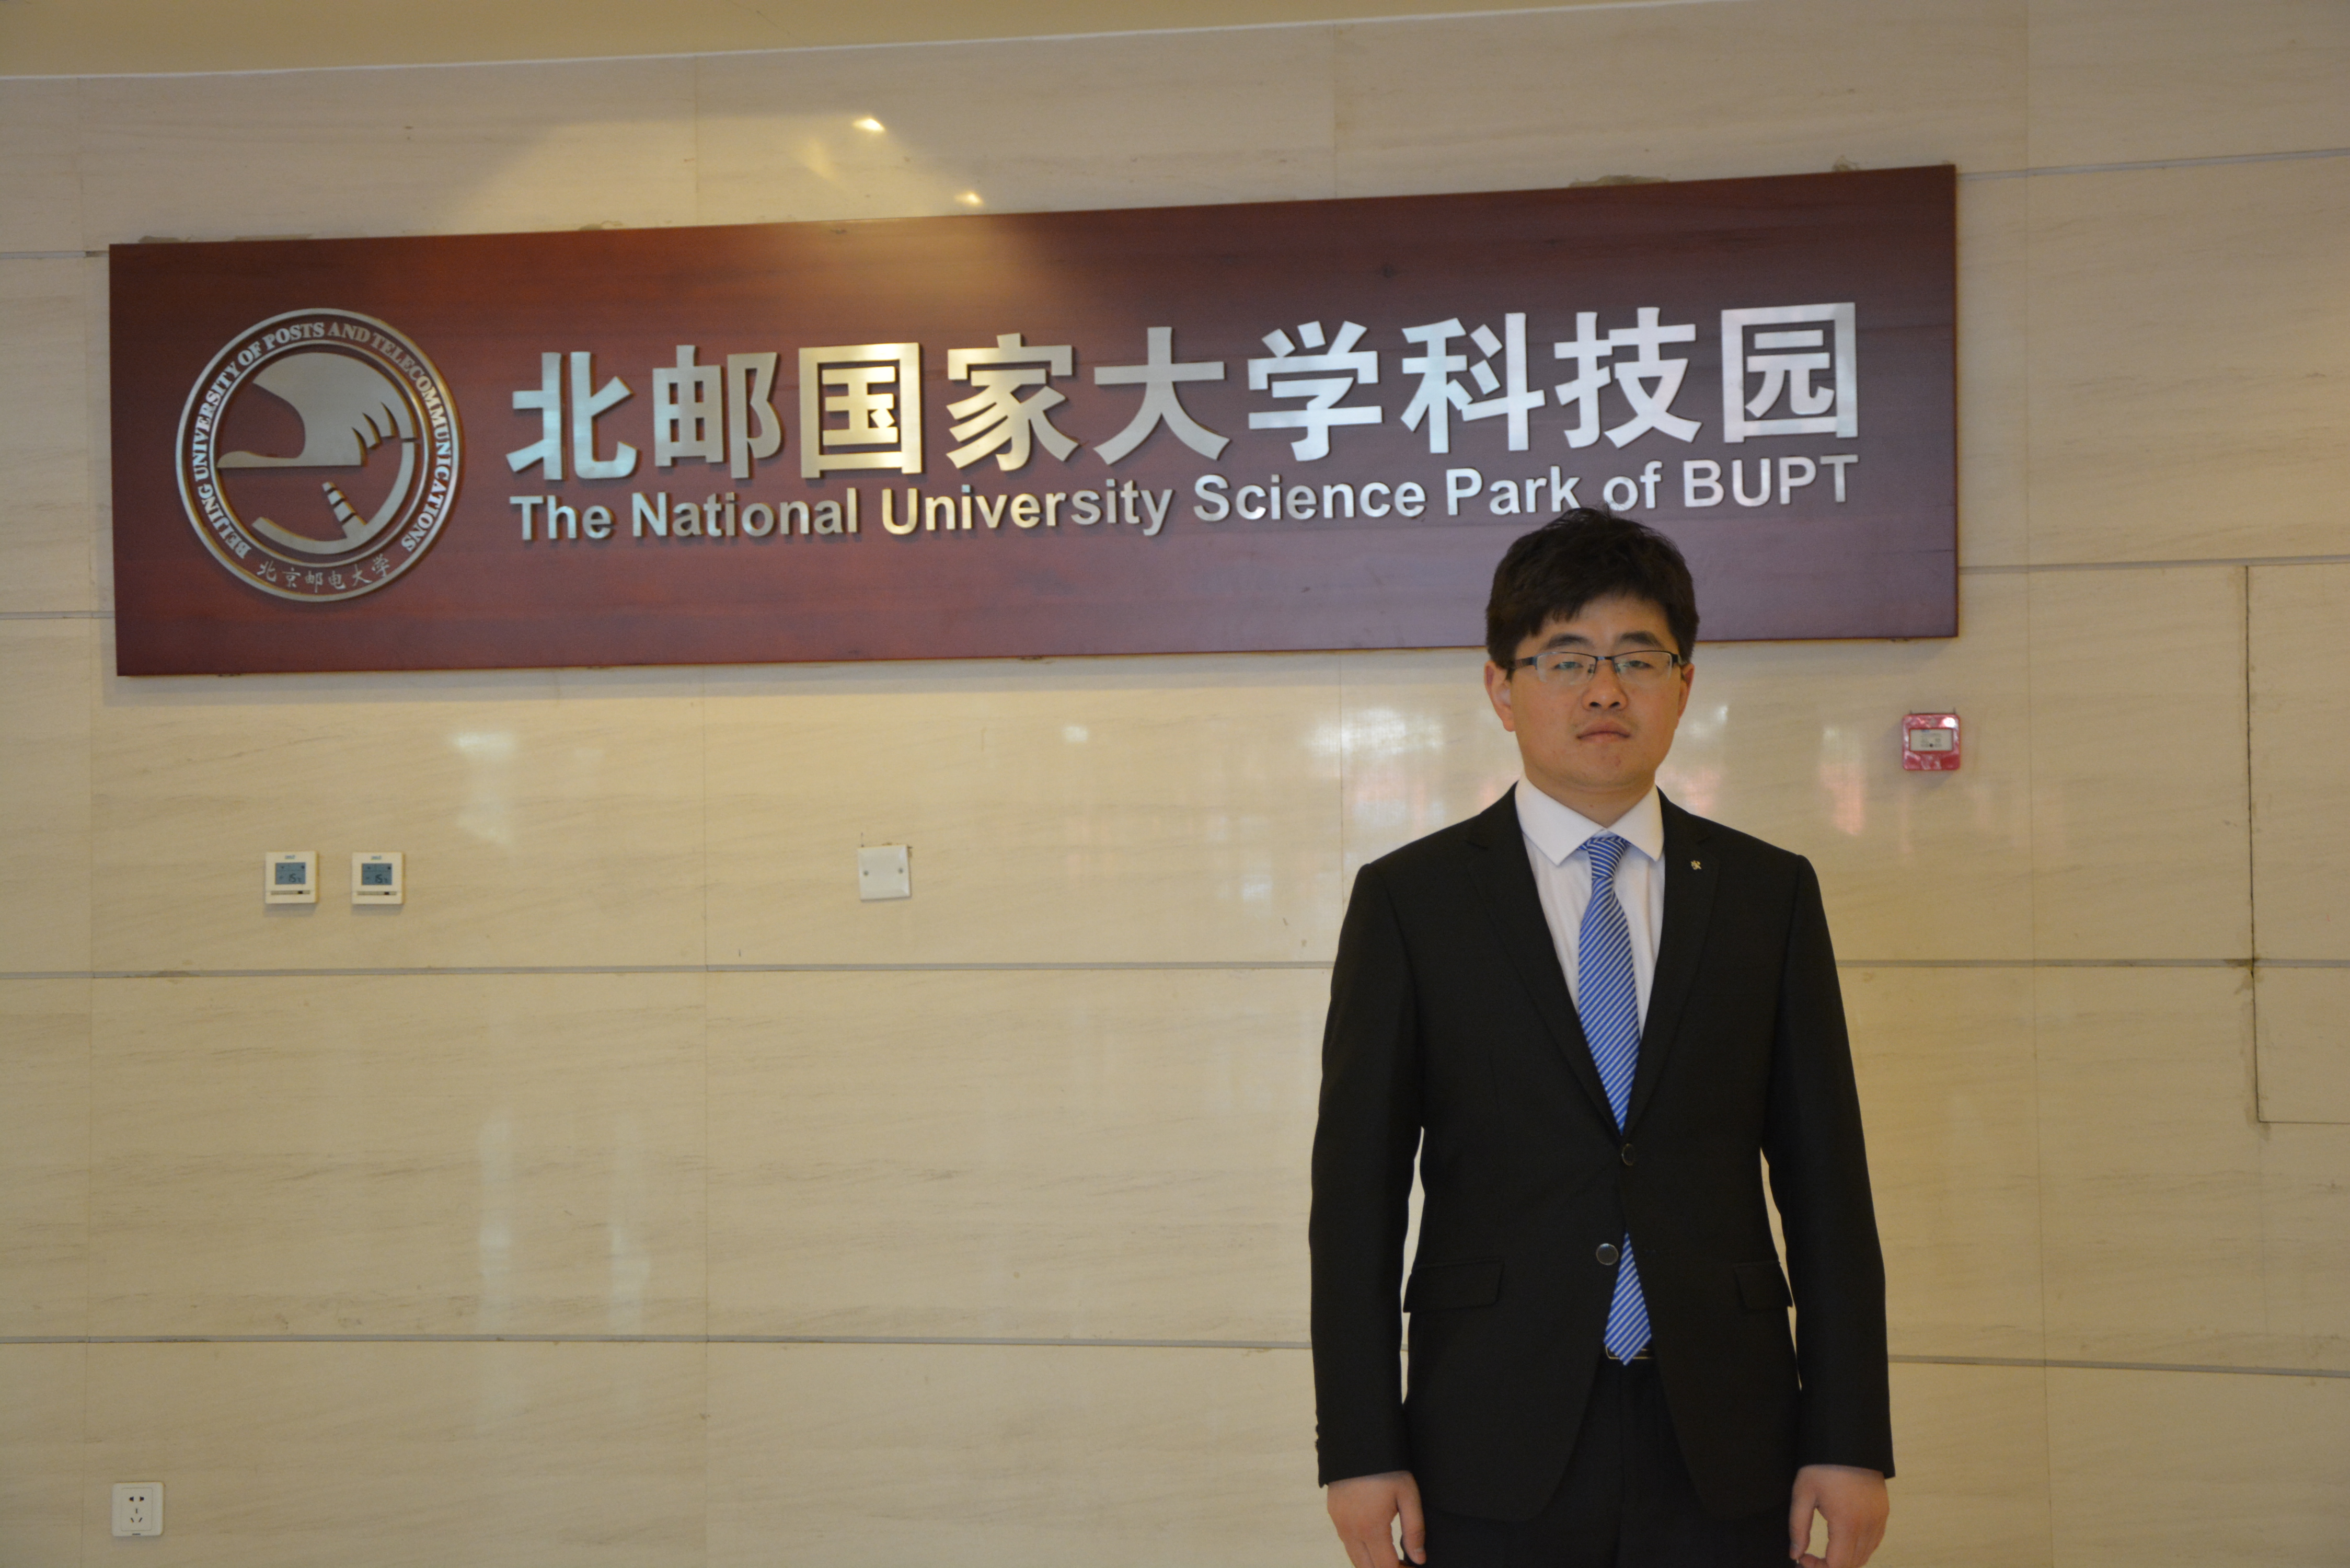 BEIJING UNIVERSITY OF POSTS AND TELECOMMUNICATIONS
北京邮电大学
北邮国家大学科技园
The National University Science Park of BUPT